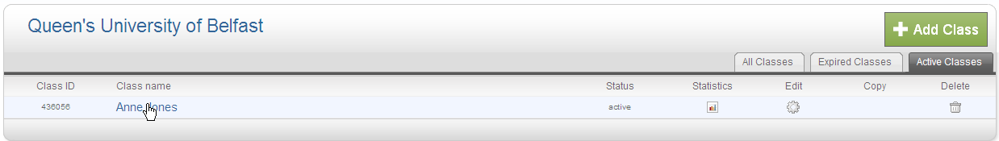 Queen's University of Belfast
Add Class
All Classes Expired Classes Active Classes
Class ID Class name Status Statistics Edit Copy Delete
436056 Anne Jones active